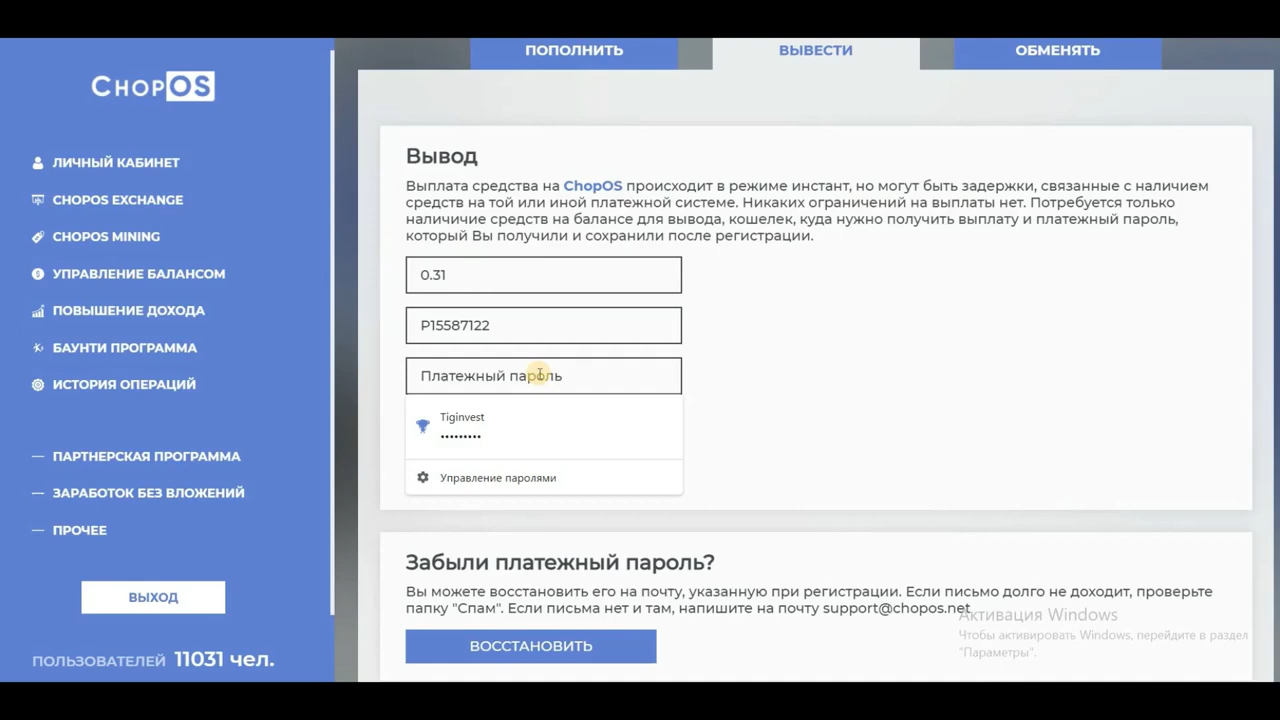 CHOPOS
ЛИЧНЫЙ КАБИНЕТ
CHOPOS EXCHANGE
CHOPOS MINING
УПРАВЛЕНИЕ БАЛАНСОМ
ПОВЫШЕНИЕ ДОХОДА
БАУНТИ ПРОГРАММА
ИСТОРИЯ ОПЕРАЦИЙ
— ПАРТНЕРСКАЯ ПРОГРАММА
— ЗАРАБОТОК БЕЗ ВЛОЖЕНИЙ
— ПРОЧЕЕ
ВЫХОД
ПОЛЬЗОВАТЕЛЕЙ 11031 чел.
ПОПОЛНИТЬ
ВЫВЕСТИ
ОБМЕНЯТЬ
Вывод
Выплата средства на ChopOS происходит в режиме инстант, но могут быть задержки, связанные с наличием
средств на той или иной платежной системе. Никаких ограничений на выплаты нет. Потребуется только
наличичие средств на балансе для вывода, кошелек, куда нужно получить выплату и платежный пароль,
который Вы получили и сохранили после регистрации.
0.31
P15587122
Платежный пароль
Tiginvest
•••••••••
Управление паролями
Забыли платежный пароль?
Вы можете восстановить его на почту, указанную при регистрации. Если письмо долго не доходит, проверьте
папку "Спам". Если письма нет и там, напишите на почту support@chopos.net
ВОССТАНОВИТЬ
Активация Windows
Чтобы активировать Windows, перейдите в раздел
"Параметры".